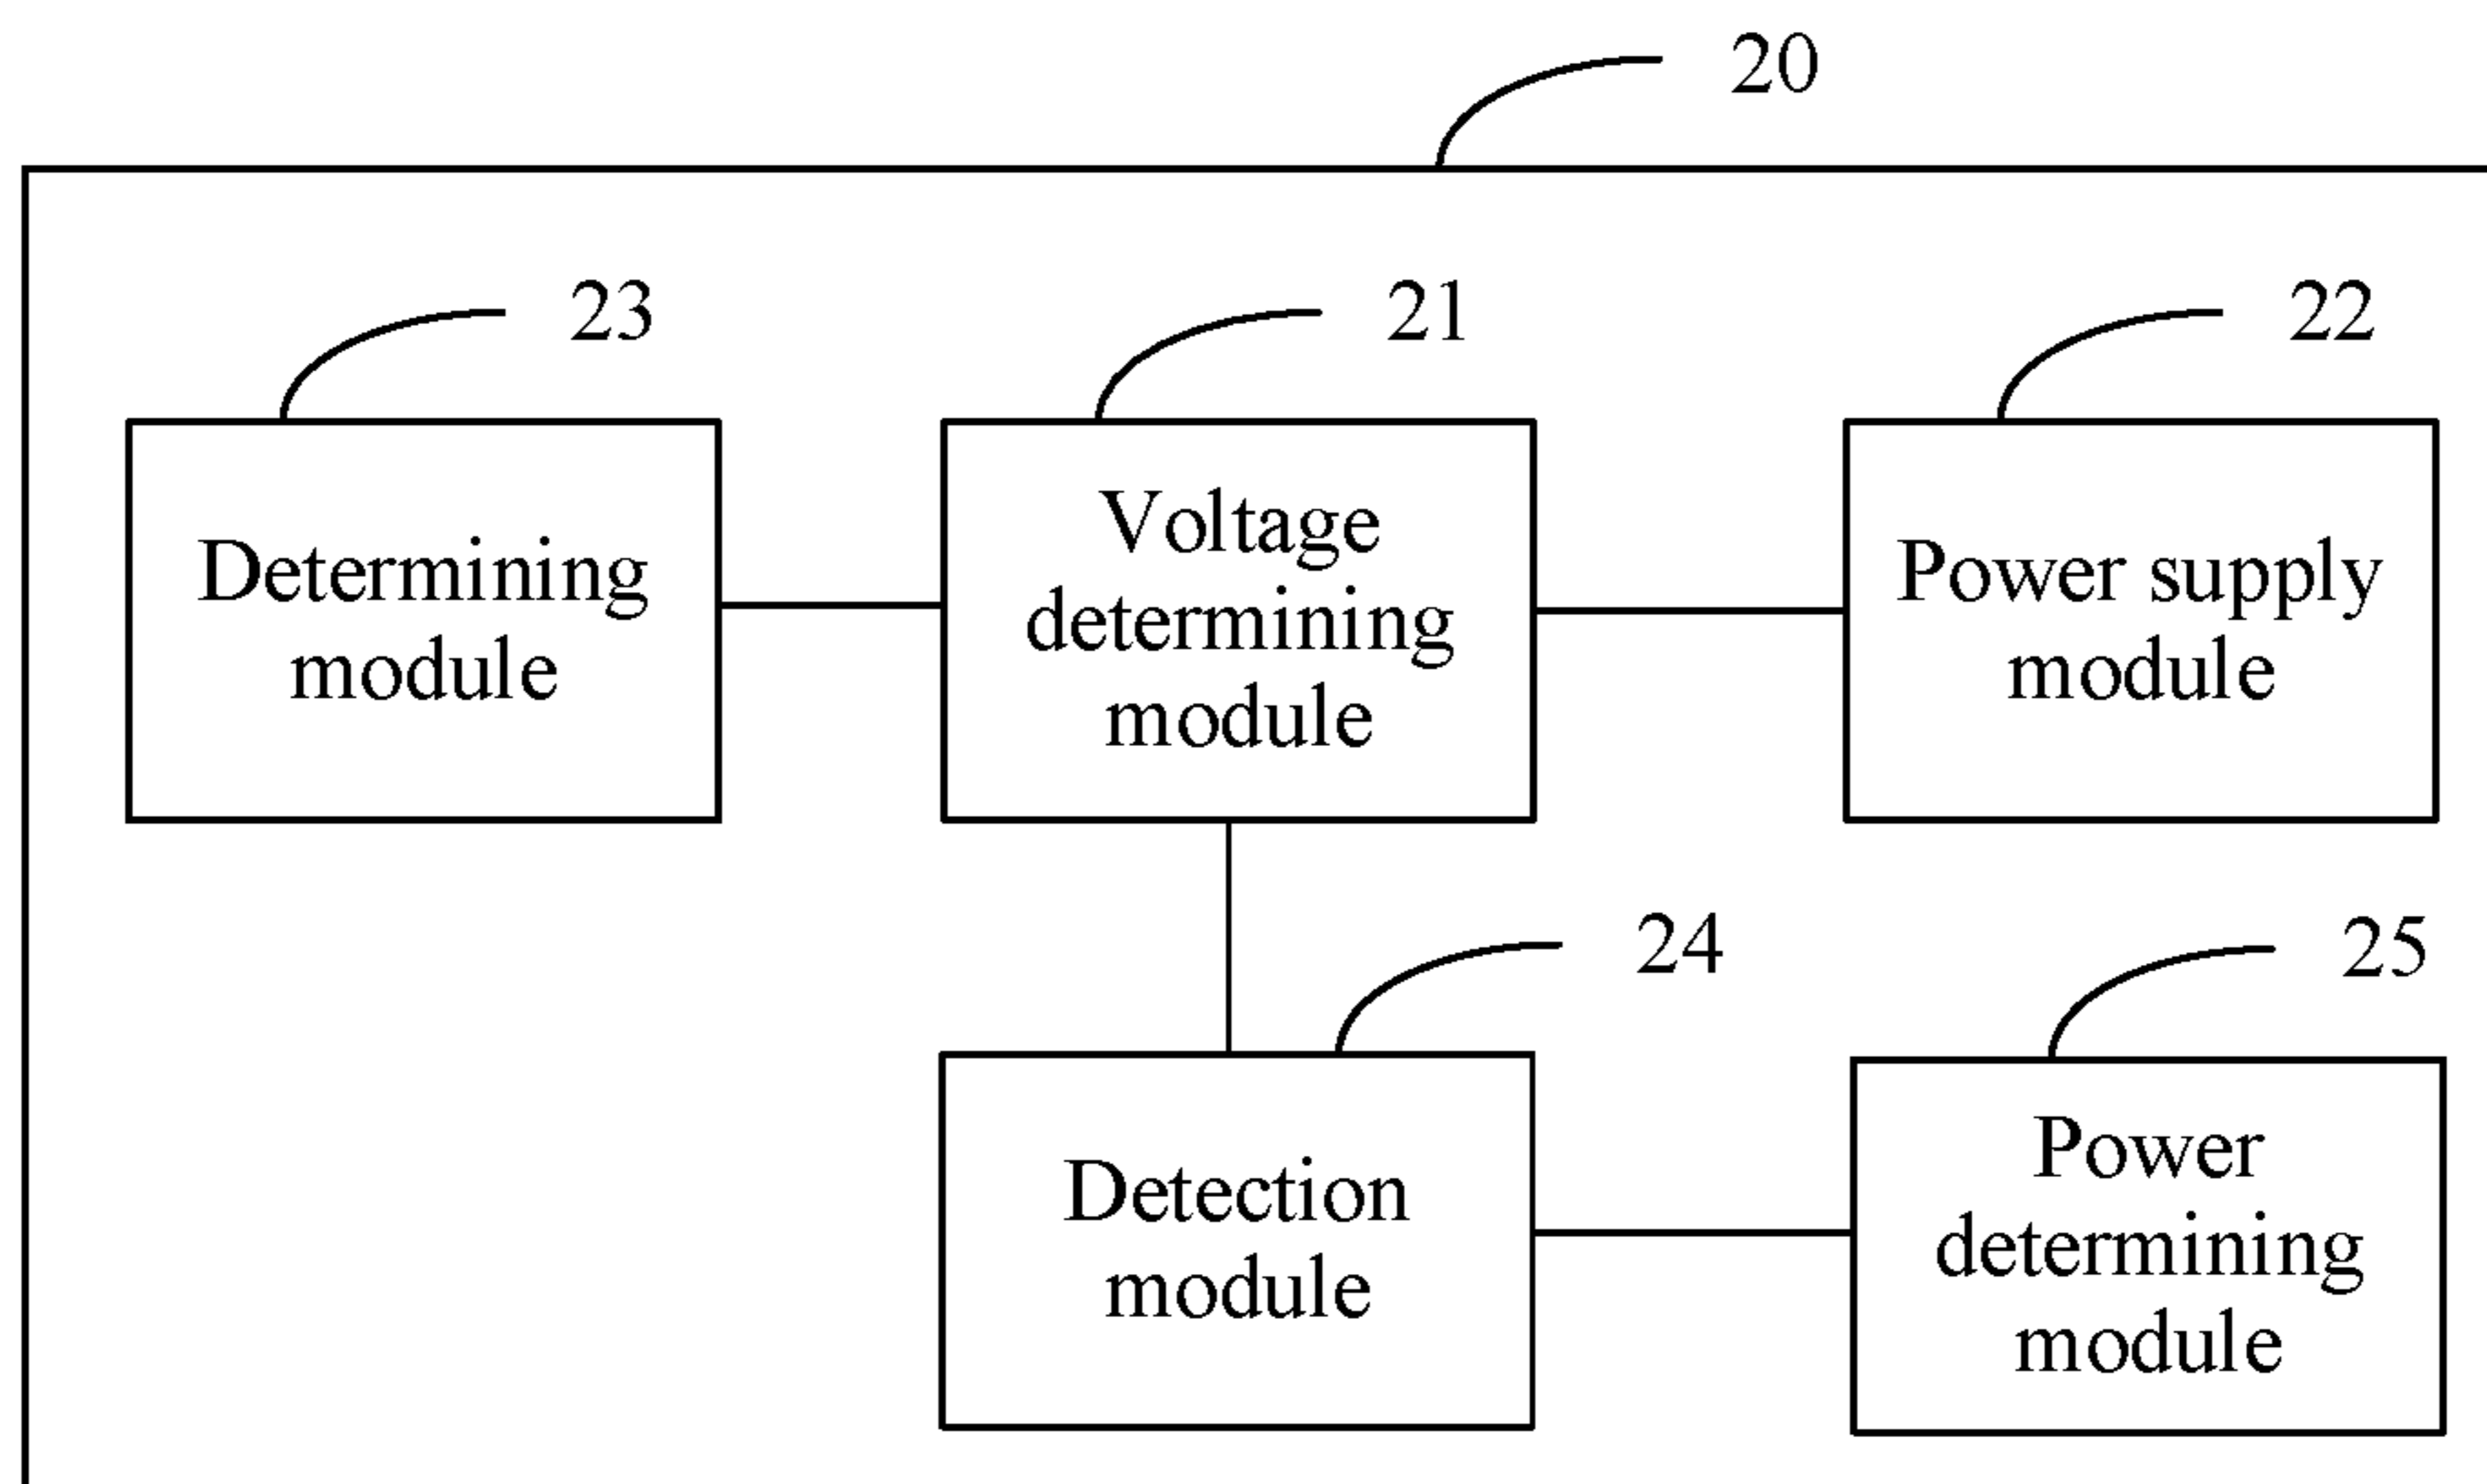 20
23
21
22
Determining
module
Voltage
determining
module
Power supply
module
24
25
Detection
module
Power
determining
module